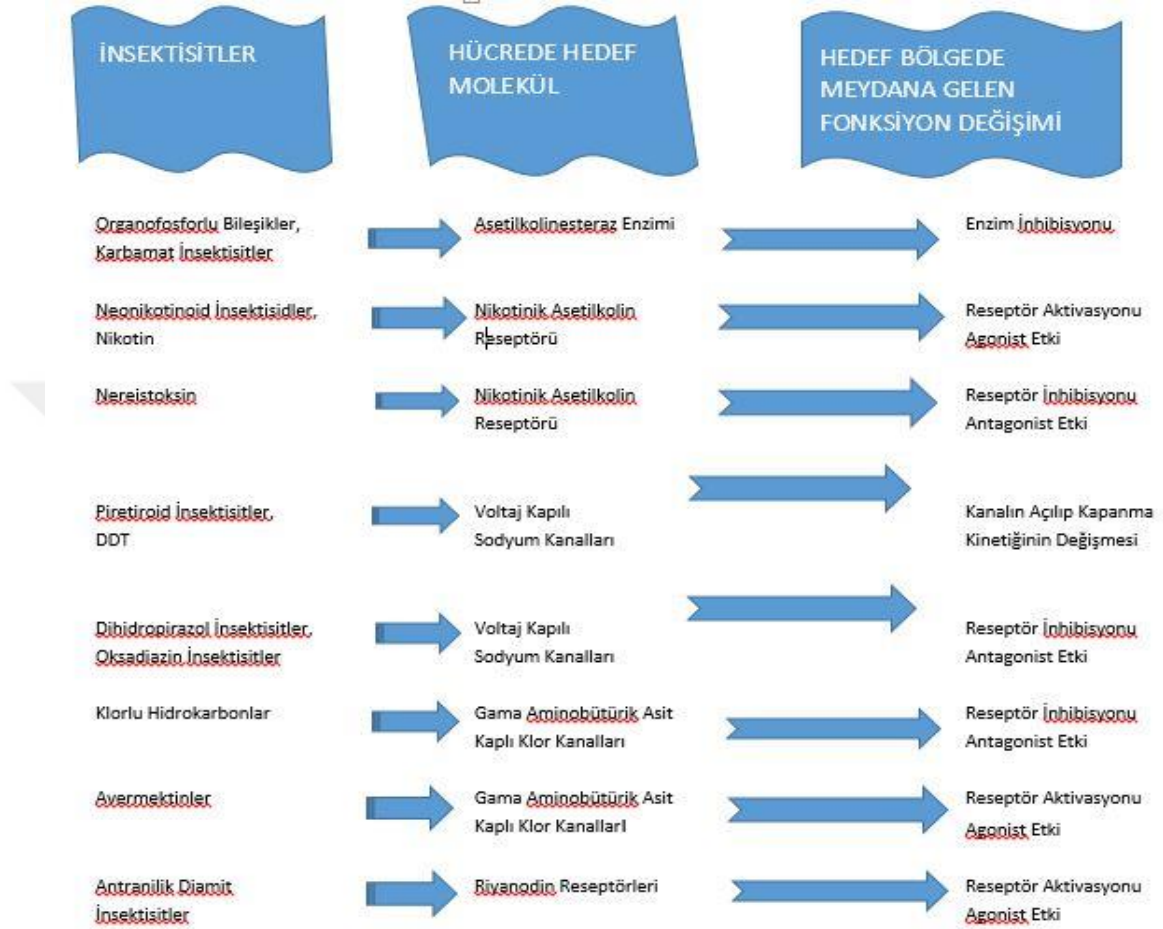 İNSEKTİSİTLER
HÜCREDE HEDEF
MOLEKÜL
HEDEF BÖLGEDE
MEYDANA GELEN
FONKSİYON DEĞİŞİMİ
Organofosforlu Bileşikler,
Karbamat İnsektisitler
Asetilkolinesteraz Enzimi
Enzim İnhibisyonu
Neonikotinoid İnsektisidler,
Nikotin
Nikotinik Asetilkolin
Reseptörü
Reseptör Aktivasyonu
Agonist Etki
Nereistoksin
Nikotinik Asetilkolin
Reseptörü
Reseptör İnhibisyonu
Antagonist Etki
Piretiroid İnsektisitler,
DDT
Voltaj Kapılı
Sodyum Kanalları
Kanalın Açılıp Kapanma
Kinetiğinin Değişmesi
Dihidropirazol İnsektisitler,
Oksadiazin İnsektisitler
Voltaj Kapılı
Sodyum Kanalları
Reseptör İnhibisyonu
Antagonist Etki
Klorlu Hidrokarbonlar
Gama Aminobütürik Asit
Kaplı Klor Kanalları
Reseptör İnhibisyonu
Antagonist Etki
Avermektinler
Gama Aminobütürik Asit
Kaplı Klor Kanallarl
Reseptör Aktivasyonu
Agonist Etki
Antranilik Diamit
İnsektisitler
Riyanodin Reseptörleri
Reseptör Aktivasyonu
Agonist Etki